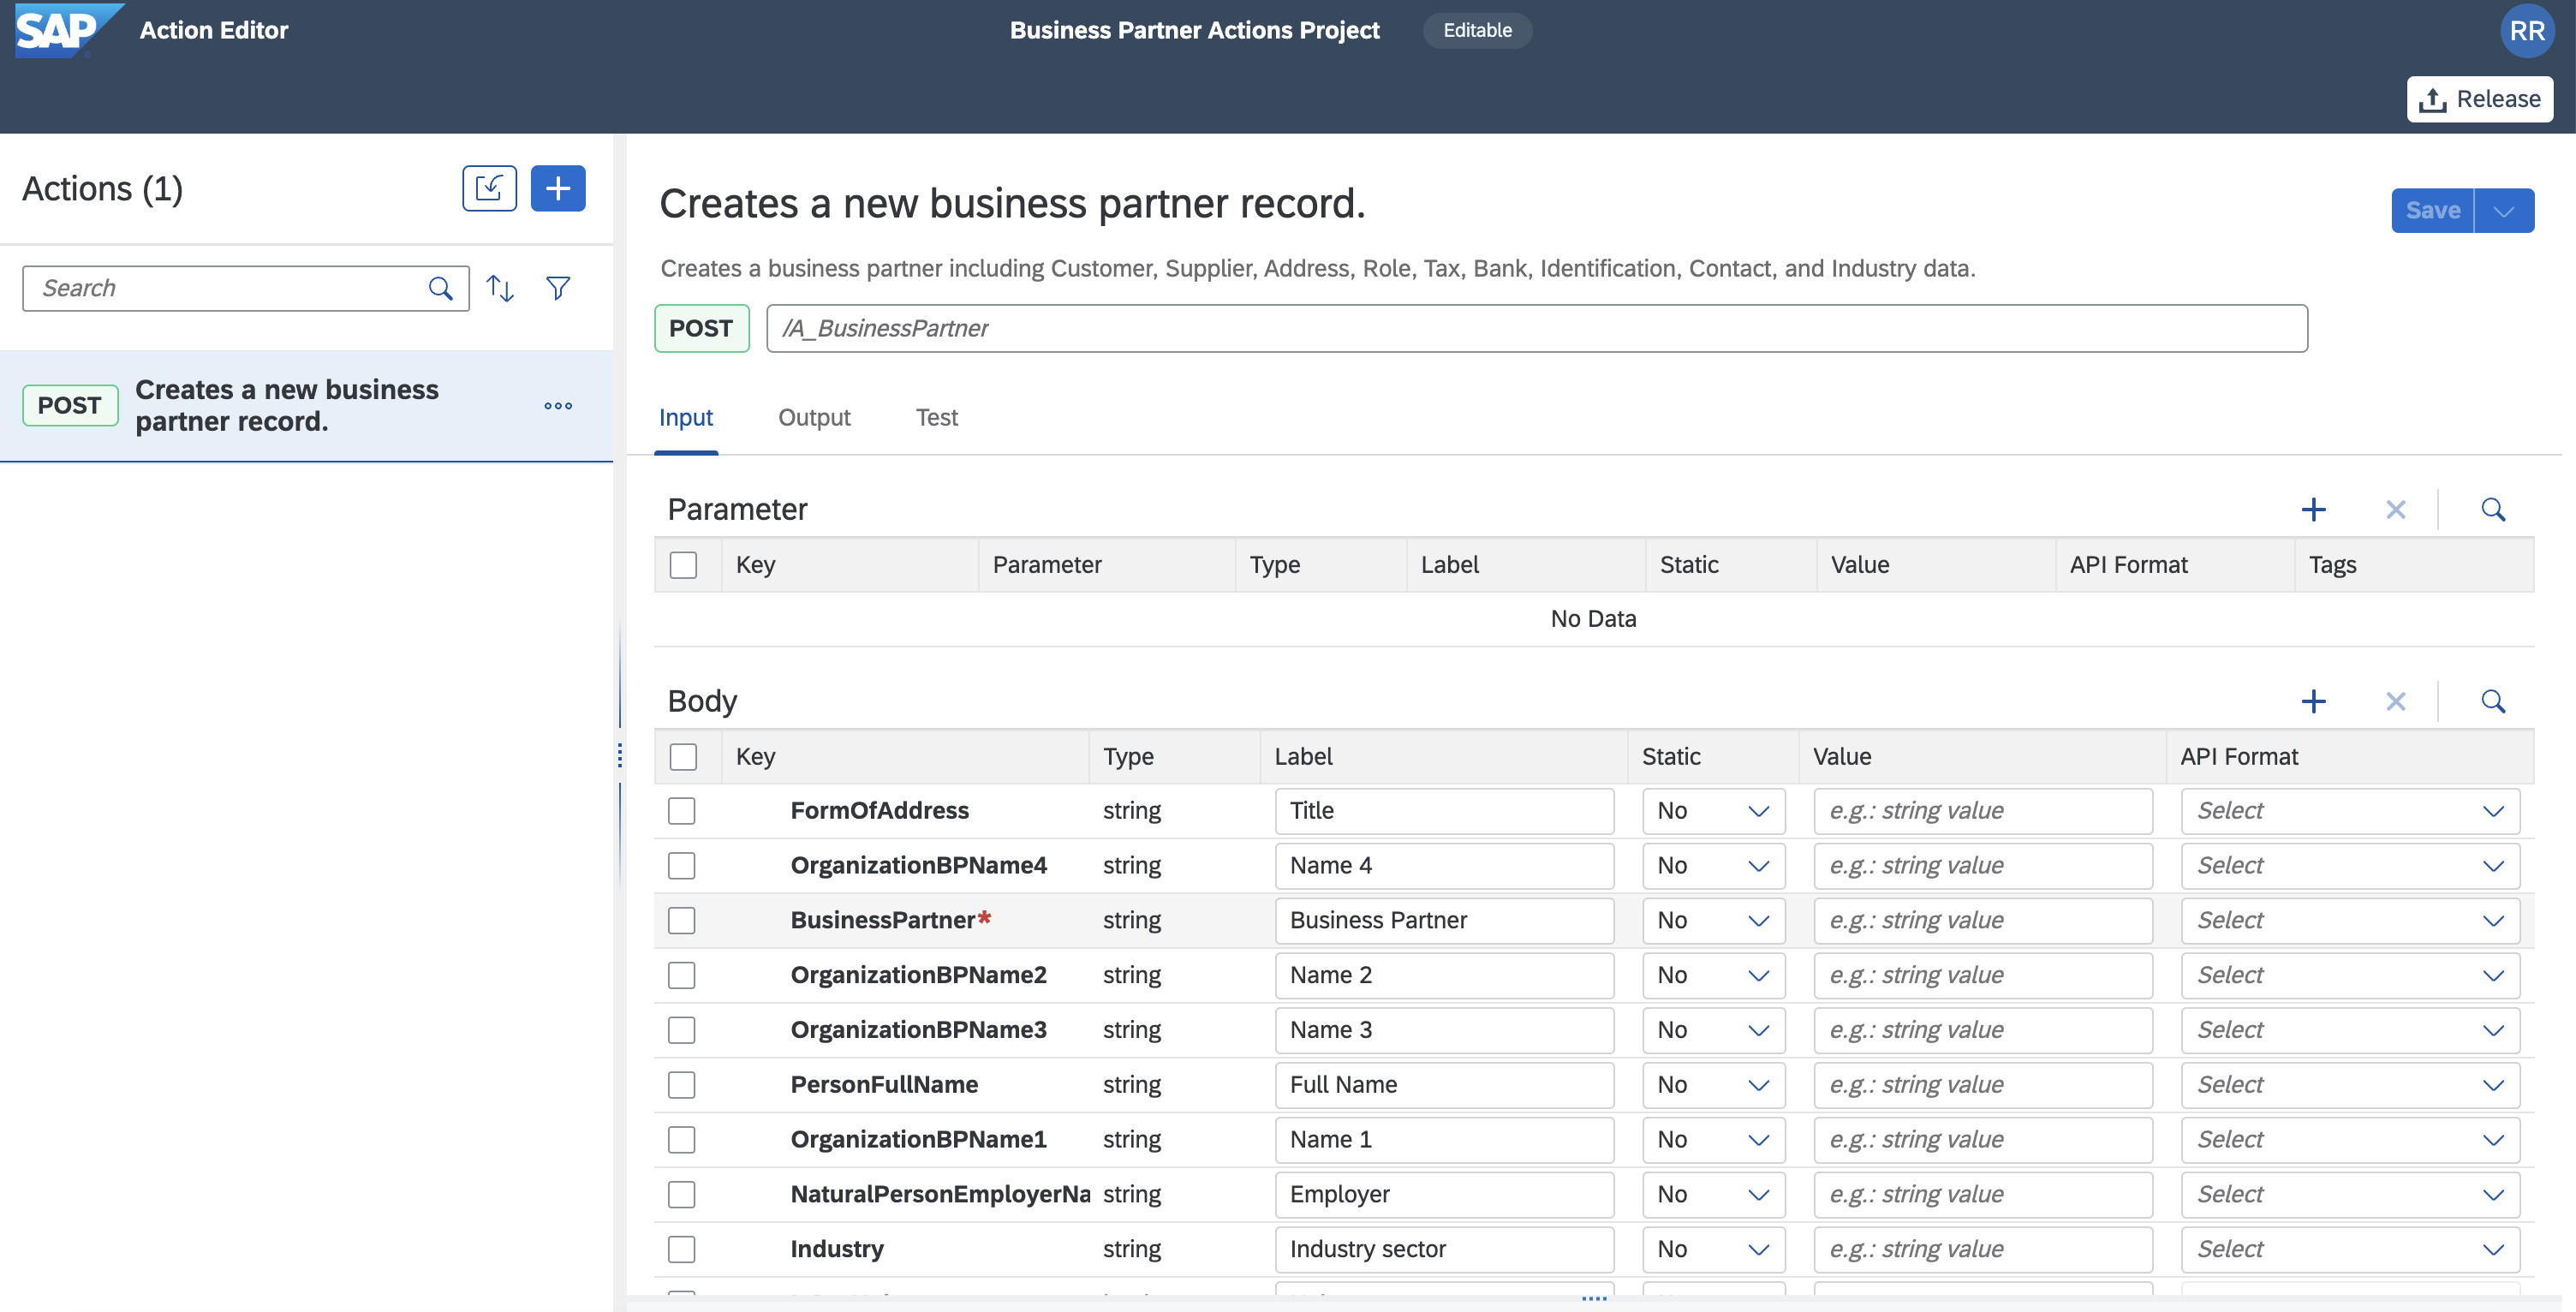 SAP Action Editor Business Partner Actions Project Editable RR
Release
Actions (1)
Search
POST Creates a new business
partner record.
Creates a new business partner record.
Save
Creates a business partner including Customer, Supplier, Address, Role, Tax, Bank, Identification, Contact, and Industry data.
POST /A_BusinessPartner
Input Output Test
Parameter
Key Parameter Type Label Static Value API Format Tags
No Data
Body
Key Type Label Static Value API Format
FormOfAddress string Title No e.g.: string value Select
OrganizationBPName4 string Name 4 No e.g.: string value Select
BusinessPartner* string Business Partner No e.g.: string value Select
OrganizationBPName2 string Name 2 No e.g.: string value Select
OrganizationBPName3 string Name 3 No e.g.: string value Select
PersonFullName string Full Name No e.g.: string value Select
OrganizationBPName1 string Name 1 No e.g.: string value Select
NaturalPersonEmployerNa string Employer No e.g.: string value Select
Industry string Industry sector No e.g.: string value Select